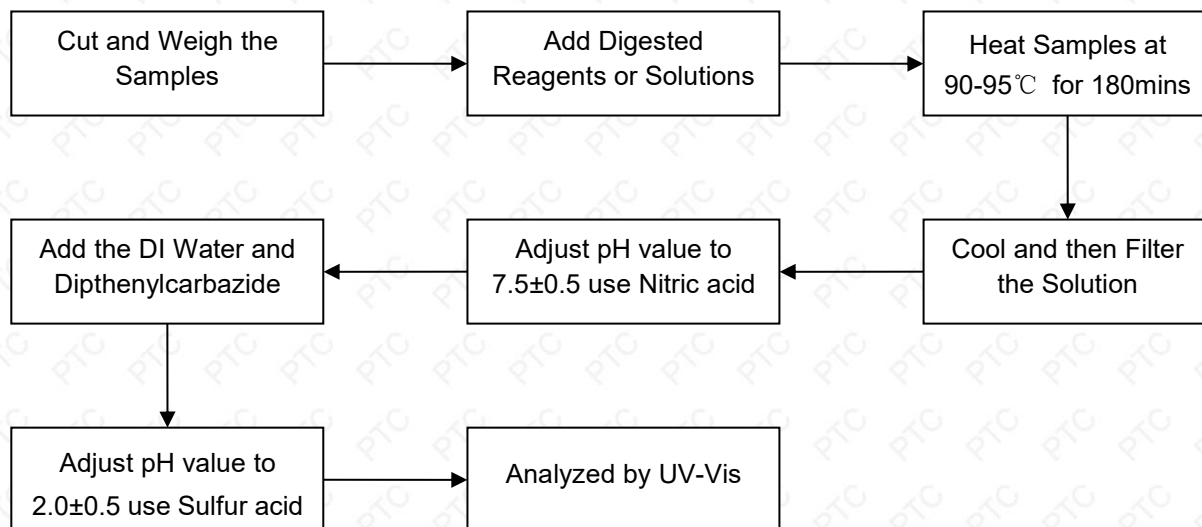 Cut and Weigh the
Samples
Add Digested
Reagents or Solutions
Heat Samples at
90-95℃ for 180mins
Cool and then Filter
the Solution
Adjust pH value to
7.5±0.5 use Nitric acid
Add the DI Water and
Dipthenylcarbazide
Adjust pH value to
2.0±0.5 use Sulfur acid
Analyzed by UV-Vis